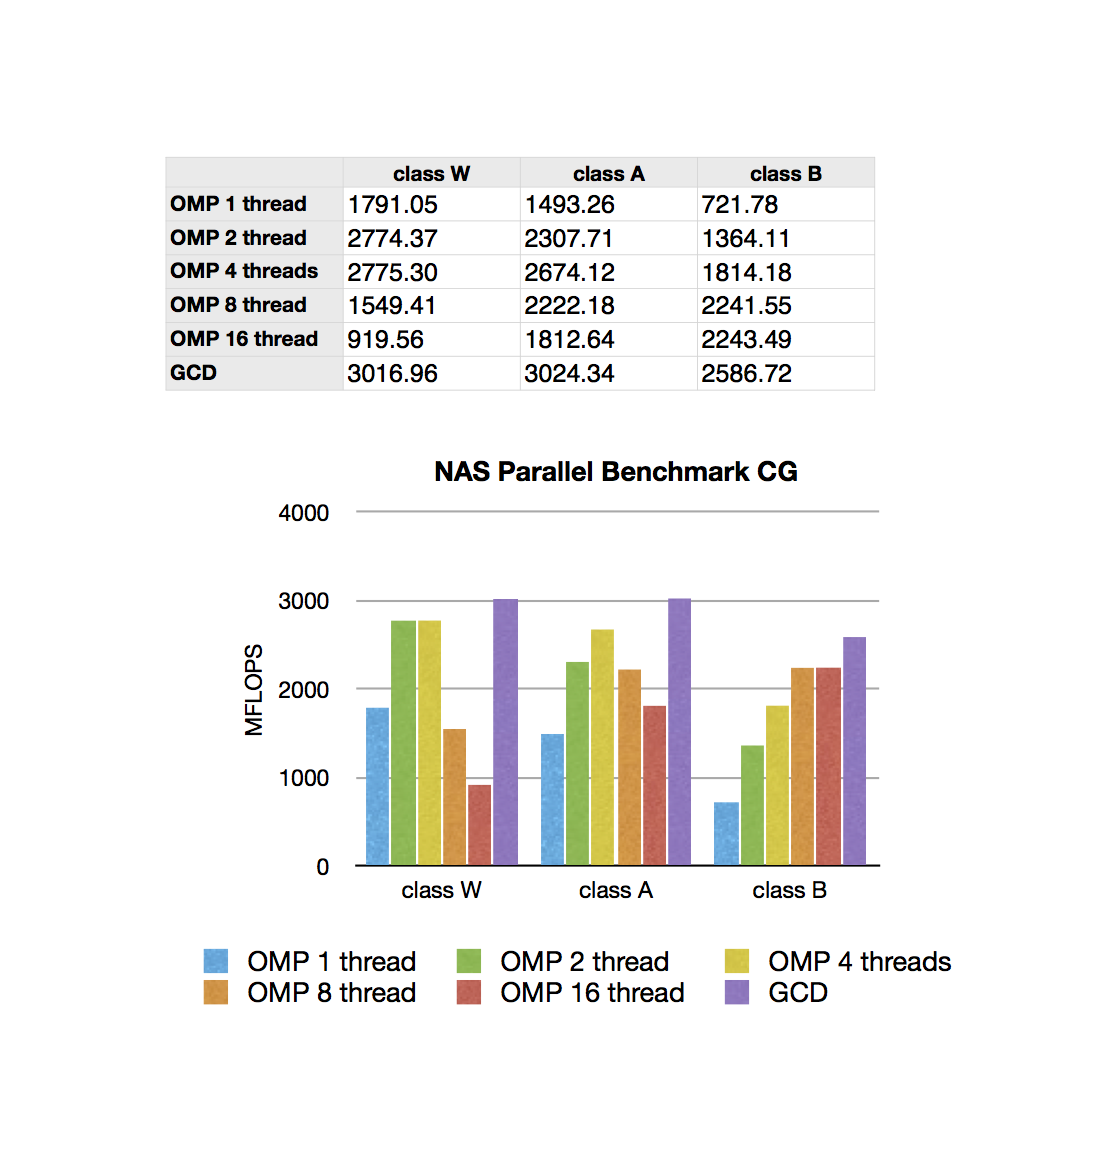 class W class A class B
OMP 1 thread 1791.05 1493.26 721.78
OMP 2 thread 2774.37 2307.71 1364.11
OMP 4 threads 2775.30 2674.12 1814.18
OMP 8 thread 1549.41 2222.18 2241.55
OMP 16 thread 919.56 1812.64 2243.49
GCD 3016.96 3024.34 2586.72
NAS Parallel Benchmark CG
4000
3000
2000
1000
0
MFLOPS
class W class A class B
OMP 1 thread OMP 2 thread OMP 4 threads
OMP 8 thread OMP 16 thread GCD